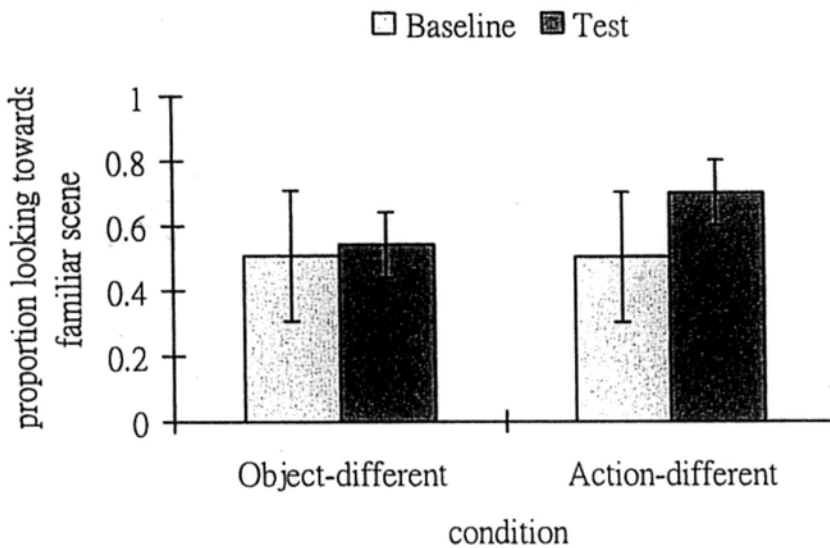 Baseline Test
proportion looking towards
familiar scene
1
0.8
0.6
0.4
0.2
0
Object-different Action-different
condition